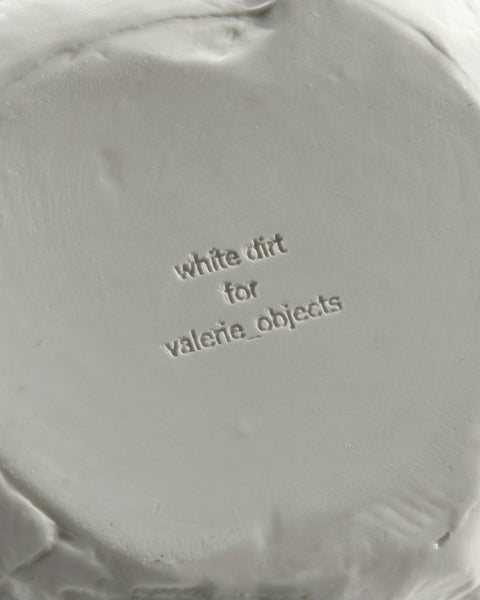 white dirt
for
valerie_objects